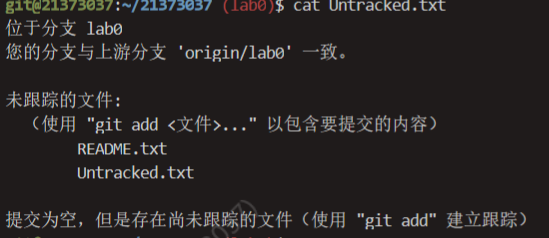 git@21373037:~/21373037 (lab0)$ cat Untracked.txt
位于分支 lab0
您的分支与上游分支 'origin/lab0' 一致。
未跟踪的文件:
（使用 "git add <文件>..." 以包含要提交的内容）
README.txt
Untracked.txt
提交为空，但是存在尚未跟踪的文件（使用 "git add" 建立跟踪）